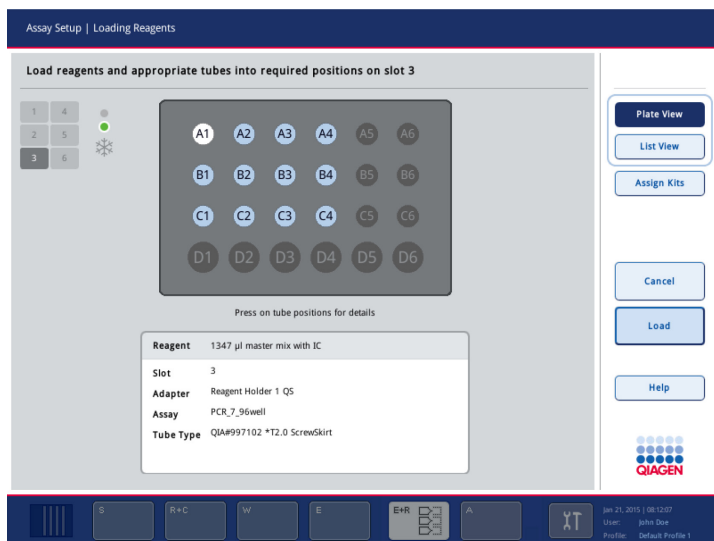 Assay Setup | Loading Reagents
Load reagents and appropriate tubes into required positions on slot 3
1 4
2 5
3 6
A1 A2 A3 A4 A5 A6
B1 B2 B3 B4 B5 B6
C1 C2 C3 C4 C5 C6
D1 D2 D3 D4 D5 D6
Press on tube positions for details
Reagent 1347 µl master mix with IC
Slot 3
Adapter Reagent Holder 1 QS
Assay PCR_7_96well
Tube Type QIA#997102 *T2.0 ScrewSkirt
Plate View
List View
Assign Kits
Cancel
Load
Help
QIAGEN
S R+C W E E+R A
Jan 21, 2015 | 08:12:07
User: John Doe
Profile: Default Profile 1